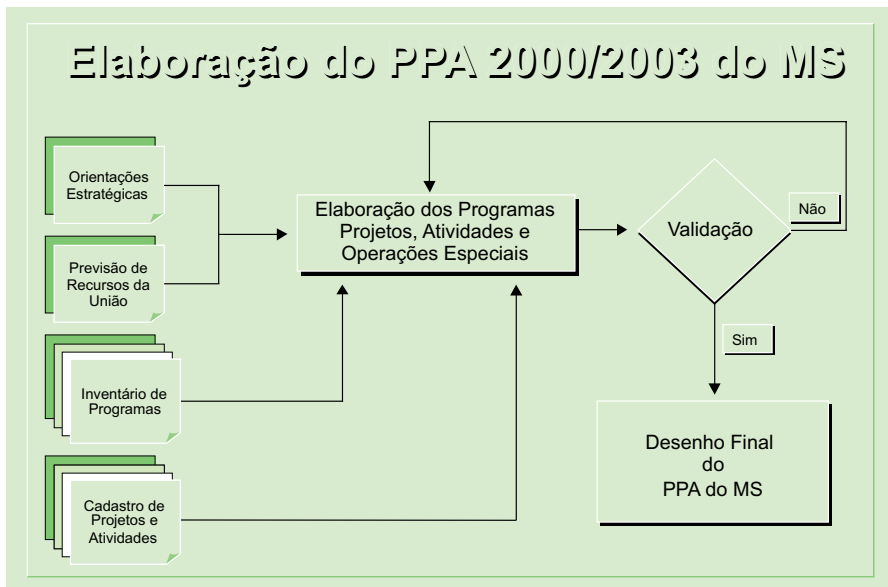 Elaboração do PPA 2000/2003 do MS
Orientações
Estratégicas
Previsão de
Recursos da
União
Inventário de
Programas
Cadastro de
Projetos e
Atividades
Elaboração dos Programas
Projetos, Atividades e
Operações Especiais
Validação
Não
Sim
Desenho Final
do
PPA do MS